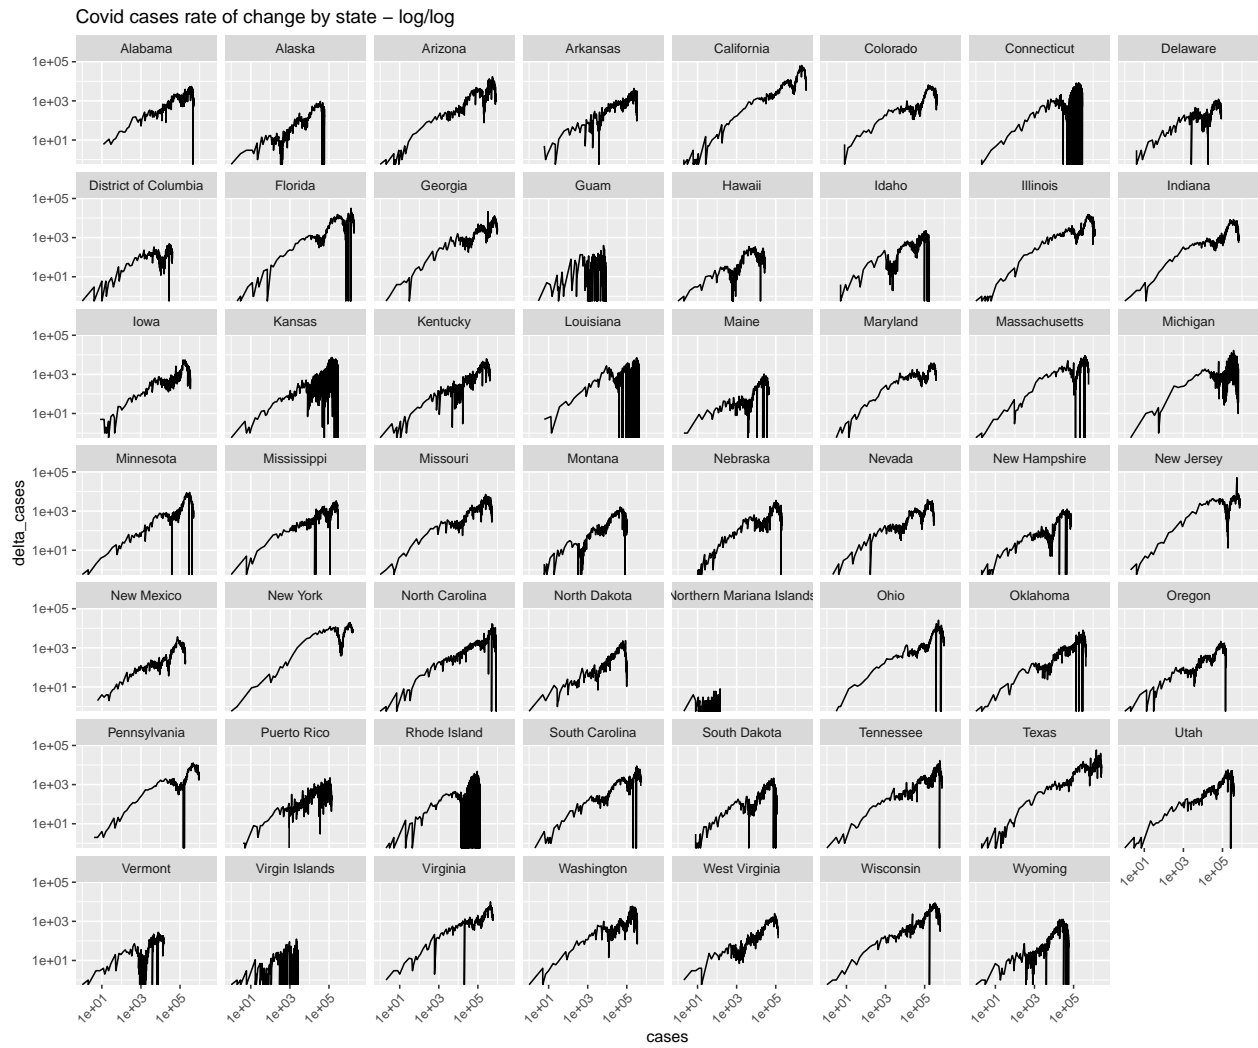 Covid cases rate of change by state – log/log
Alabama Alaska Arizona Arkansas California Colorado Connecticut Delaware
1e+05
1e+03
1e+01
District of Columbia Florida Georgia Guam Hawaii Idaho Illinois Indiana
1e+05
1e+03
1e+01
Iowa Kansas Kentucky Louisiana Maine Maryland Massachusetts Michigan
1e+05
1e+03
1e+01
Minnesota Mississippi Missouri Montana Nebraska Nevada New Hampshire New Jersey
1e+05
1e+03
1e+01
delta_cases
New Mexico New York North Carolina North Dakota Northern Mariana Islands Ohio Oklahoma Oregon
1e+05
1e+03
1e+01
Pennsylvania Puerto Rico Rhode Island South Carolina South Dakota Tennessee Texas Utah
1e+05
1e+03
1e+01
1e+01 1e+03 1e+05
Vermont Virgin Islands Virginia Washington West Virginia Wisconsin Wyoming
1e+05
1e+03
1e+01
1e+01 1e+03 1e+05 1e+01 1e+03 1e+05 1e+01 1e+03 1e+05 1e+01 1e+03 1e+05 1e+01 1e+03 1e+05 1e+01 1e+03 1e+05 1e+01 1e+03 1e+05
cases